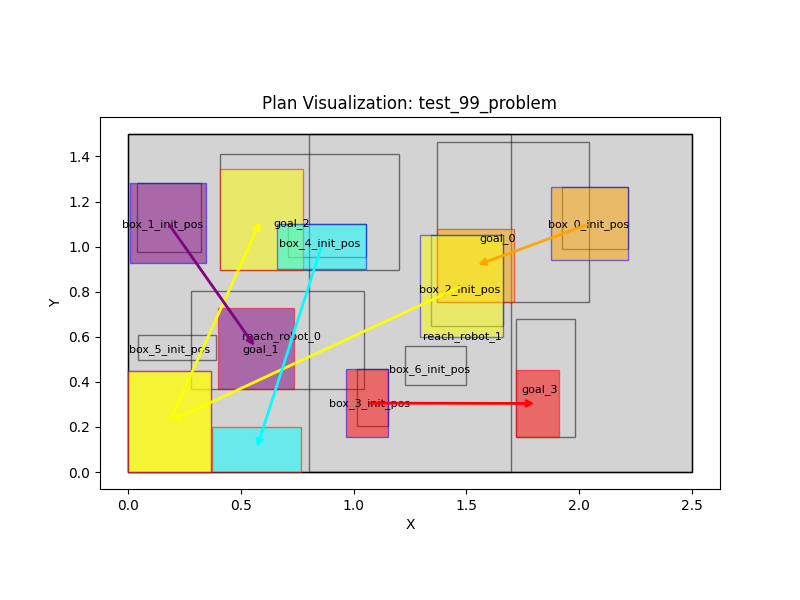 Plan Visualization: test_99_problem
Y
1.4
1.2
1.0
0.8
0.6
0.4
0.2
0.0
box_1_init_pos
goal_2
box_0_init_pos
box_4_init_pos
goal_0
box_2_init_pos
reach_robot_0
reach_robot_1
box_5_init_pos
goal_1
box_6_init_pos
goal_3
box_3_init_pos
0.0
0.5
1.0
1.5
2.0
2.5
X